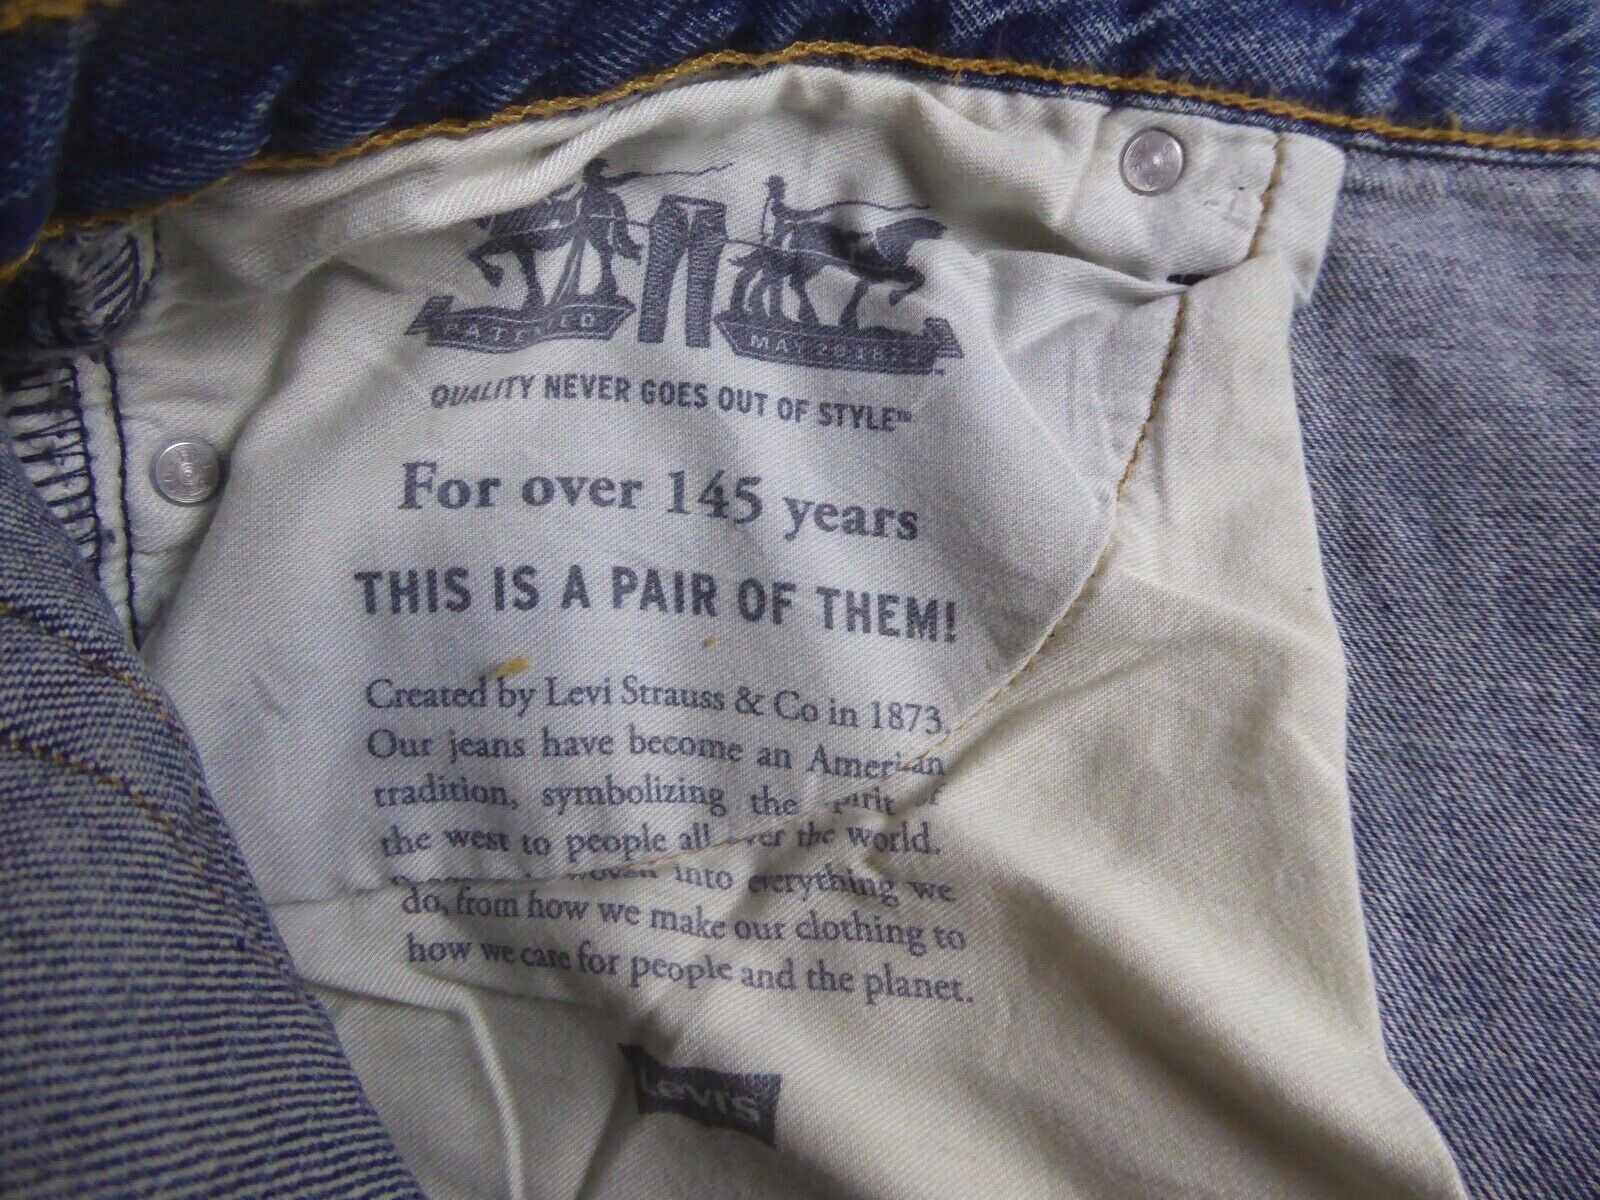 PATENTED
MAY 20 1873
QUALITY NEVER GOES OUT OF STYLE™
For over 145 years
THIS IS A PAIR OF THEM!
Created by Levi Strauss & Co in 1873.
Our jeans have become an American
tradition, symbolizing the spirit of
the west to people all over the world.
woven into everything we
do, from how we make our clothing to
how we care for people and the planet.
Levi's